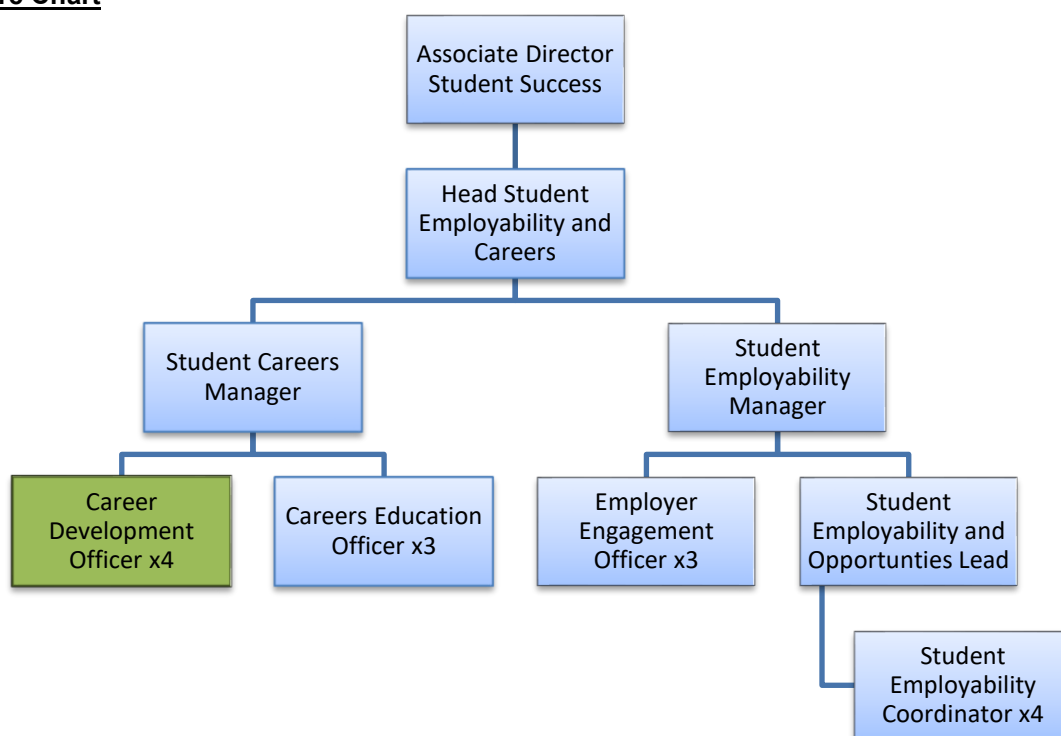 Chart
Associate Director
Student Success
Head Student
Employability and
Careers
Student Careers
Manager
Student
Employability
Manager
Career
Development
Officer x4
Careers Education
Officer x3
Employer
Engagement
Officer x3
Student
Employability and
Opportunties Lead
Student
Employability
Coordinator x4